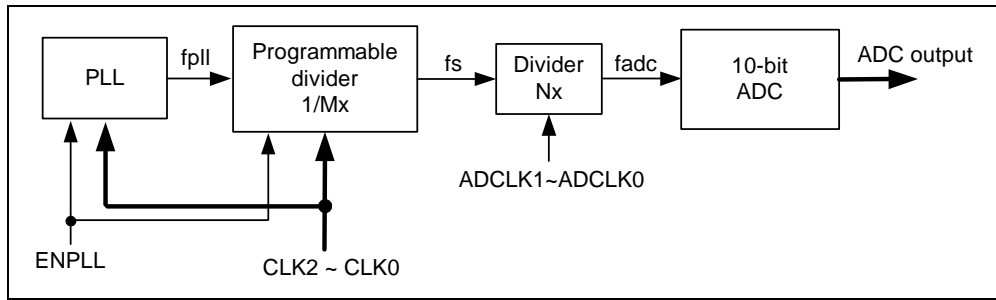 PLL
fpll
Programmable
divider
1/Mx
fs
Divider
Nx
fadc
10-bit
ADC
ADC output
ADCLK1~ADCLK0
ENPLL
CLK2 ~ CLK0